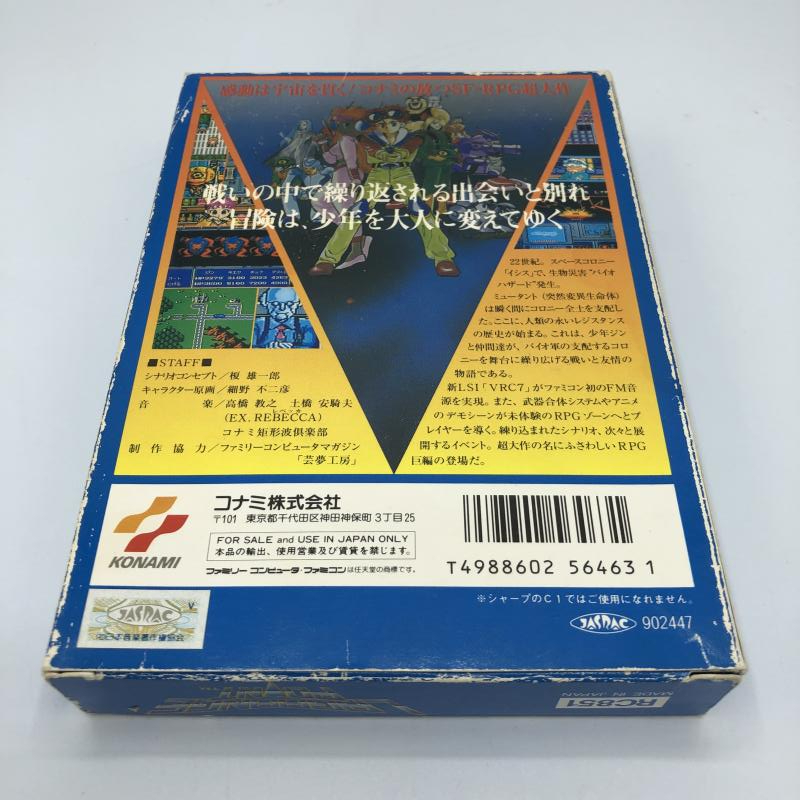 感動は宇宙を貫く!コナミの放つSF・RPG超大作
戦いの中で繰り返される出会いと別れ
冒険は、少年を大人に変えてゆく
22世紀。スペースコロニー
「イシス」で、生物災害“バイオ
ハザード”発生。
ミュータント(突然変異生命体)
は瞬く間にコロニー全土を支配し
た。ここに、人類の永いレジスタンス
の歴史が始まる。これは、少年ジン
と仲間達が、バイオ軍の支配するコロ
ニーを舞台に繰り広げる戦いと友情の
物語である。
新LSI「VRC7」がファミコン初のFM音
源を実現。また、武器合体システムやアニメ
のデモシーンが未体験のRPGゾーンへとプ
レイヤーを導く。練り込まれたシナリオ、次々と展
開するイベント。超大作の名にふさわしいRPG
巨編の登場だ。
■STAFF■
シナリオコンセプト/榎 雄一郎
キャラクター原画/細野 不二彦
音 楽/高橋 教之 土橋 安騎夫
レベッカ
(EX. REBECCA)
コナミ矩形波倶楽部
制作協力/ファミリーコンピュータマガジン
「芸夢工房」
KONAMI
コナミ株式会社
〒101 東京都千代田区神田神保町3丁目25
FOR SALE and USE IN JAPAN ONLY
本品の輸出、使用営業及び賃貸を禁じます。
ファミリーコンピュータ・ファミコンは任天堂の商標です。
T4988602 56463 1
※シャープのC1ではご使用になれません。
JASRAC 902447
JASRAC
RC851
MADE IN JAPAN